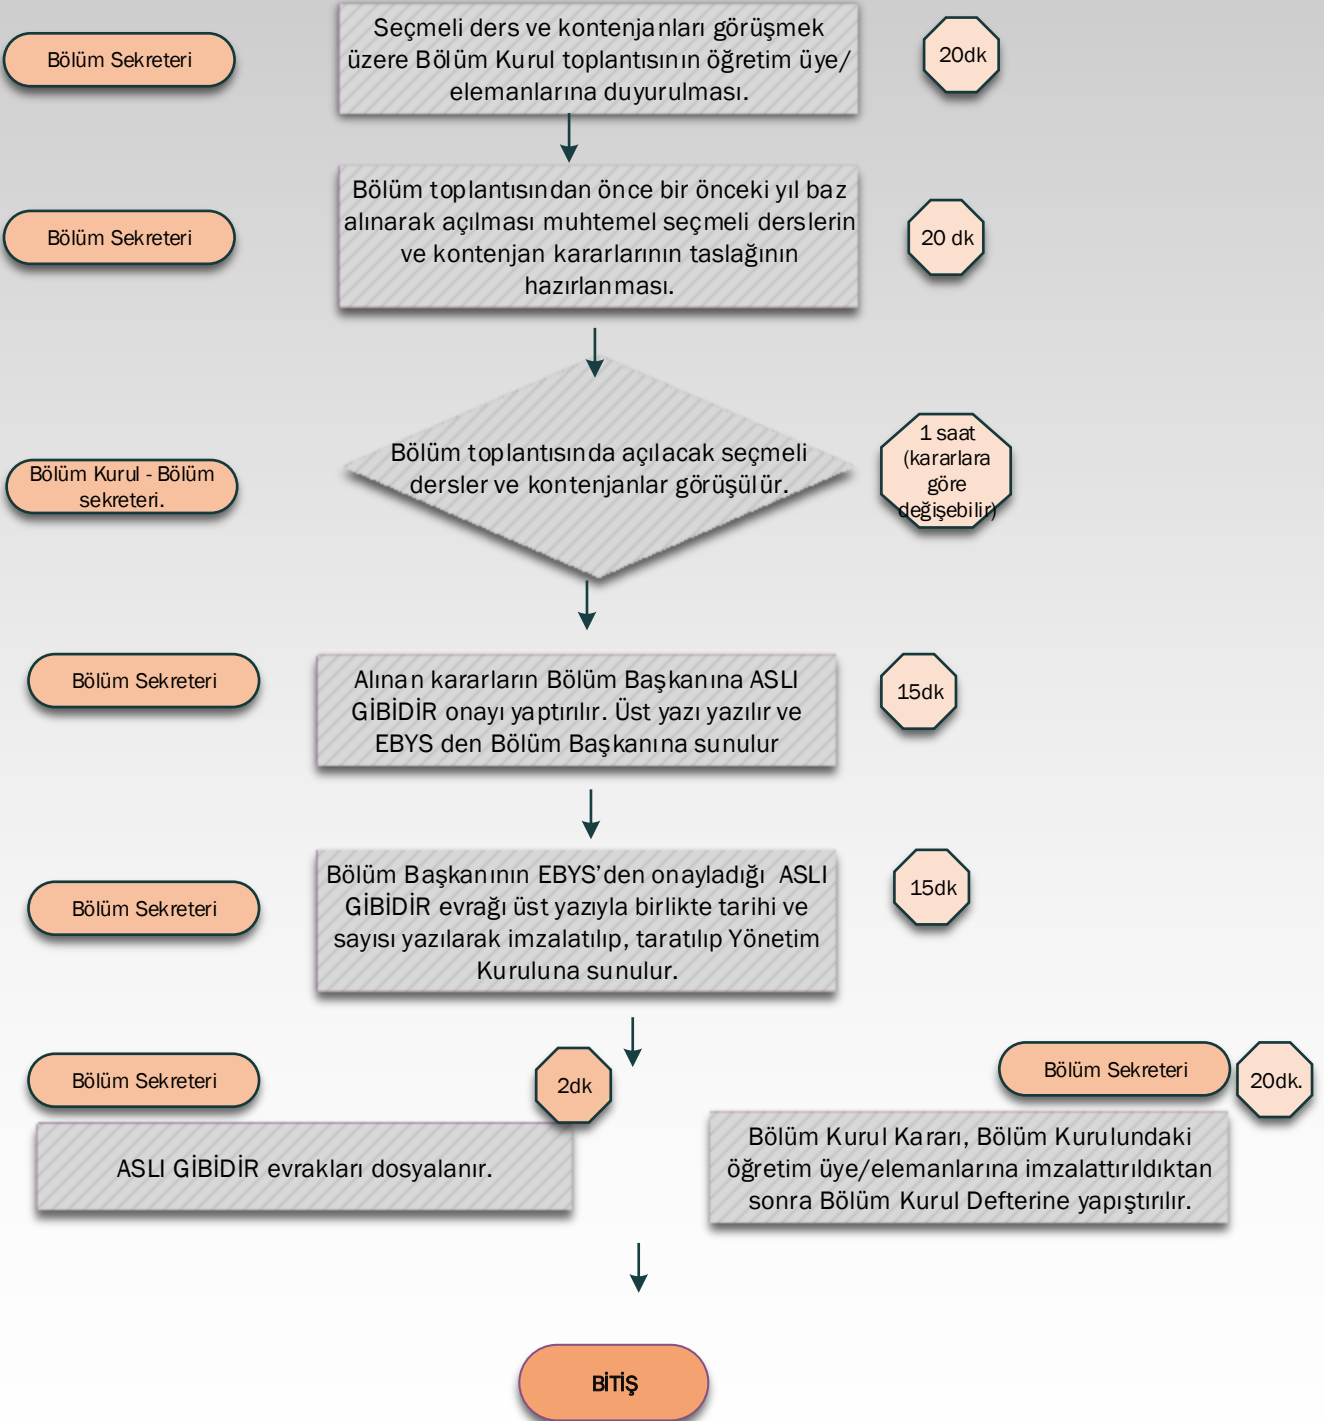 Bölüm Sekreteri
Seçmeli ders ve kontenjanları görüşmek
üzere Bölüm Kurul toplantısının öğretim üye/
elemanlarına duyurulması.
20dk
Bölüm Sekreteri
Bölüm toplantısından önce bir önceki yıl baz
alınarak açılması muhtemel seçmeli derslerin
ve kontenjan kararlarının taslağının
hazırlanması.
20 dk
Bölüm Kurul - Bölüm
sekreteri.
Bölüm toplantısında açılacak seçmeli
dersler ve kontenjanlar görüşülür.
1 saat
(kararlara
göre
değişebilir)
Bölüm Sekreteri
Alınan kararların Bölüm Başkanına ASLI
GİBİDİR onayı yaptırılır. Üst yazı yazılır ve
EBYS den Bölüm Başkanına sunulur
15dk
Bölüm Sekreteri
Bölüm Başkanının EBYS’den onayladığı ASLI
GİBİDİR evrağı üst yazıyla birlikte tarihi ve
sayısı yazılarak imzalatılıp, taratılıp Yönetim
Kuruluna sunulur.
15dk
Bölüm Sekreteri
2dk
ASLI GİBİDİR evrakları dosyalanır.
Bölüm Sekreteri
20dk.
Bölüm Kurul Kararı, Bölüm Kurulundaki
öğretim üye/elemanlarına imzalattırıldıktan
sonra Bölüm Kurul Defterine yapıştırılır.
BİTİŞ